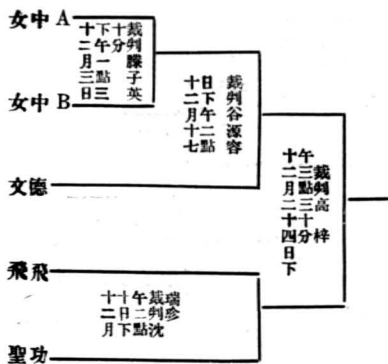 女中 A
十二月三日
下午一點三
十分
裁判滕子英
女中 B
十二月十七
日下午二點
裁判谷源容
文德
十二月二十四日下
午三點三十分
裁判高梓
飛飛
十二月
十日下
午二點
裁判沈
瑞珍
聖功